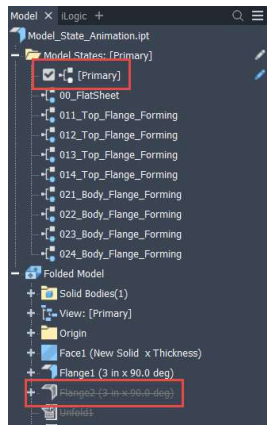 Model × iLogic +
Model_State_Animation.ipt
Model States: [Primary]
[Primary]
00_FlatSheet
011_Top_Flange_Forming
012_Top_Flange_Forming
013_Top_Flange_Forming
014_Top_Flange_Forming
021_Body_Flange_Forming
022_Body_Flange_Forming
023_Body_Flange_Forming
024_Body_Flange_Forming
Folded Model
Solid Bodies(1)
View: [Primary]
Origin
Face1 (New Solid x Thickness)
Flange1 (3 in x 90.0 deg)
Flange2 (3 in x 90.0 deg)
Unfold1